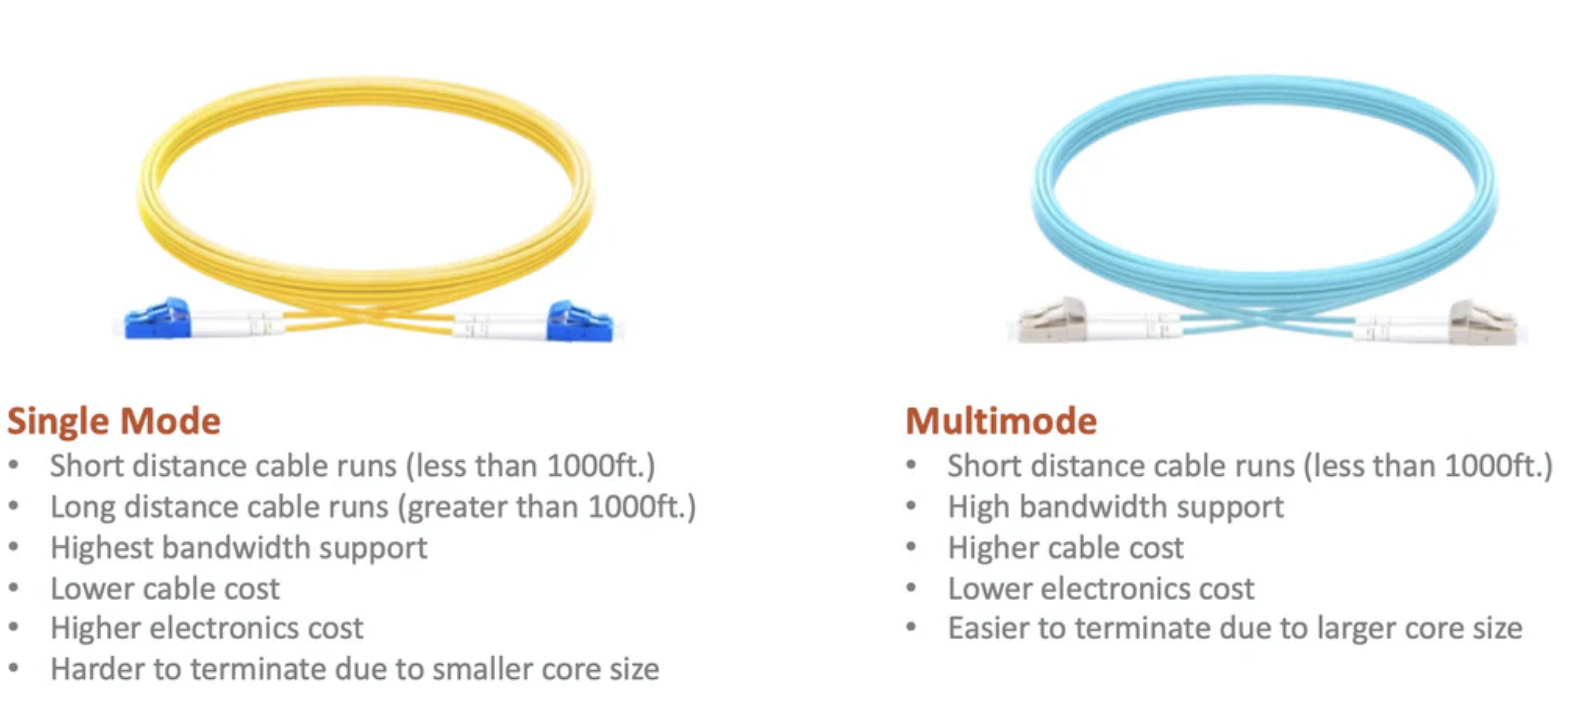 Single Mode
• Short distance cable runs (less than 1000ft.)
• Long distance cable runs (greater than 1000ft.)
• Highest bandwidth support
• Lower cable cost
• Higher electronics cost
• Harder to terminate due to smaller core size
Multimode
• Short distance cable runs (less than 1000ft.)
• High bandwidth support
• Higher cable cost
• Lower electronics cost
• Easier to terminate due to larger core size